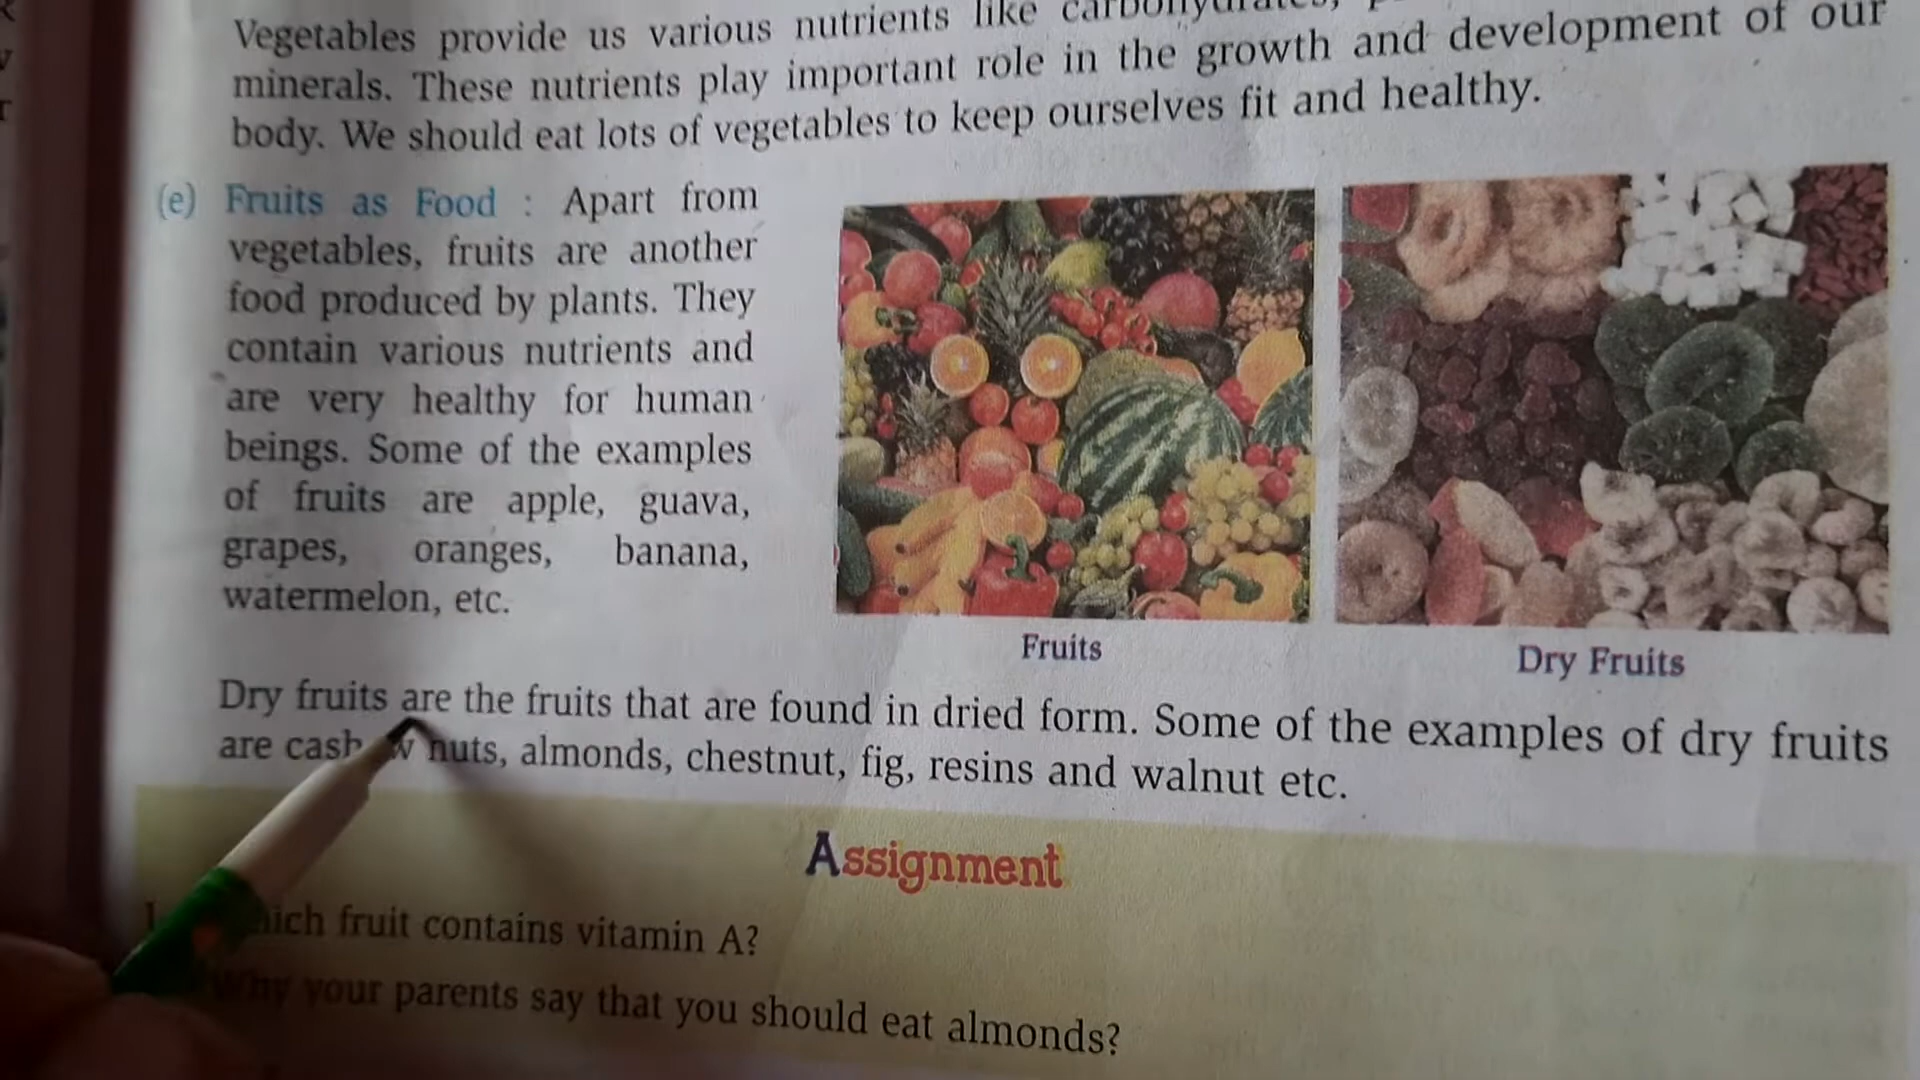 Vegetables provide us various nutrients like carbohydrates,
minerals. These nutrients play important role in the growth and development of our
body. We should eat lots of vegetables to keep ourselves fit and healthy.
(e) Fruits as Food : Apart from
vegetables, fruits are another
food produced by plants. They
contain various nutrients and
are very healthy for human
beings. Some of the examples
of fruits are apple, guava,
grapes, oranges, banana,
watermelon, etc.
Fruits
Dry Fruits
Dry fruits are the fruits that are found in dried form. Some of the examples of dry fruits
are nuts, almonds, chestnut, fig, resins and walnut etc.
Assignment
fruit contains vitamin A?
Why your parents say that you should eat almonds?